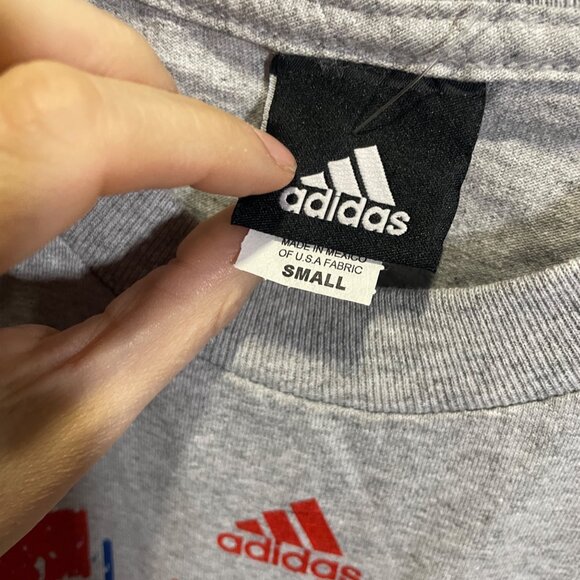 adidas
MADE IN MEXICO
OF U.S.A FABRIC
SMALL
adidas